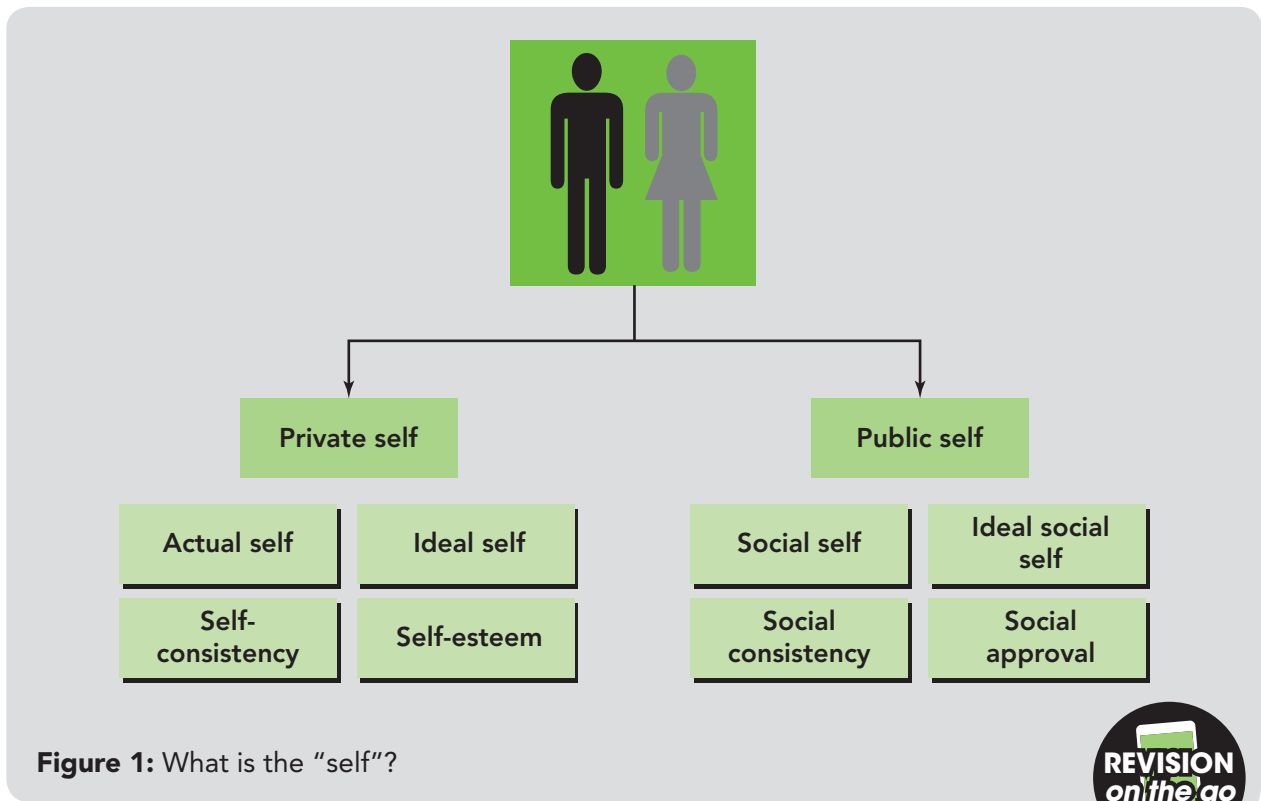 Private self
Public self
Actual self
Ideal self
Social self
Ideal social
self
Self-
consistency
Self-esteem
Social
consistency
Social
approval
Figure 1: What is the “self”?
REVISION
on the go